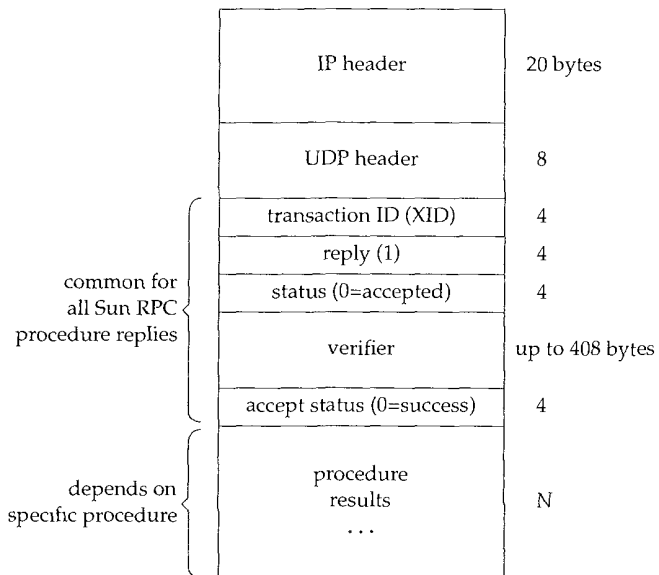 IP header 20 bytes
UDP header 8
transaction ID (XID) 4
reply (1) 4
status (0=accepted) 4
common for
all Sun RPC
procedure replies
verifier up to 408 bytes
accept status (0=success) 4
depends on
specific procedure
procedure
results
. . .
N